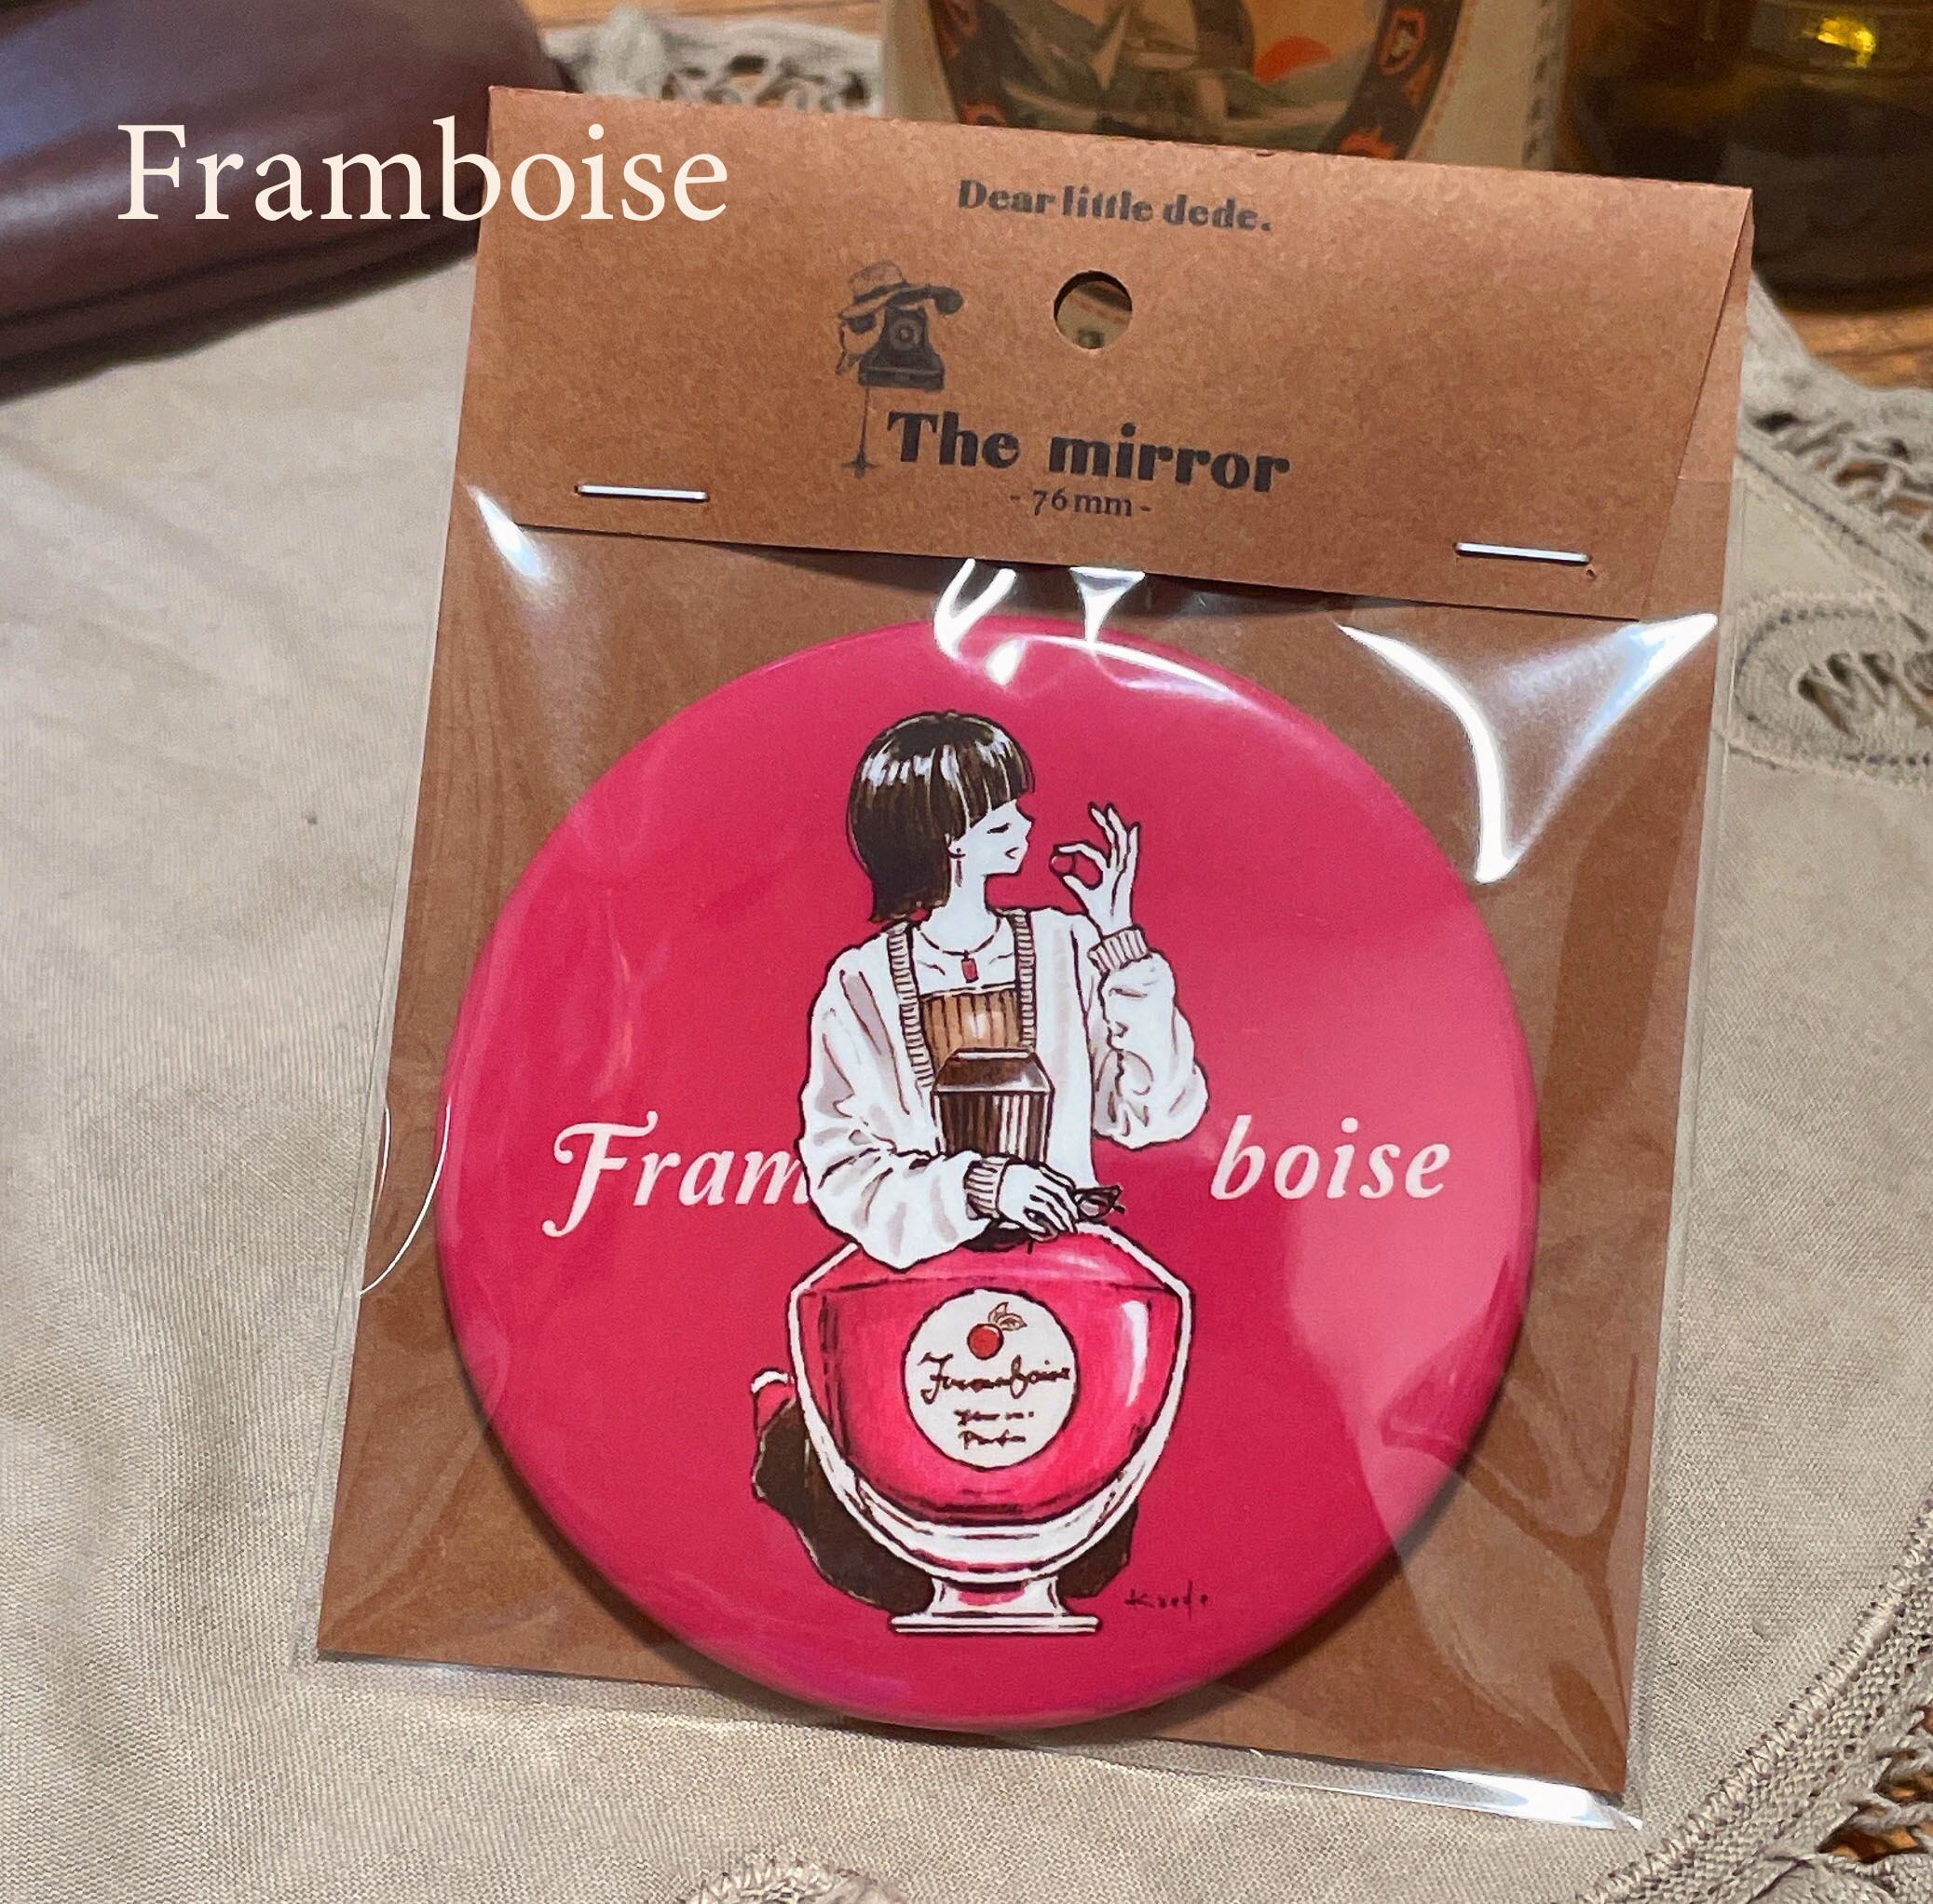 Framboise
Dear little dede.
The mirror
- 76mm -
Fram boise
Framboise